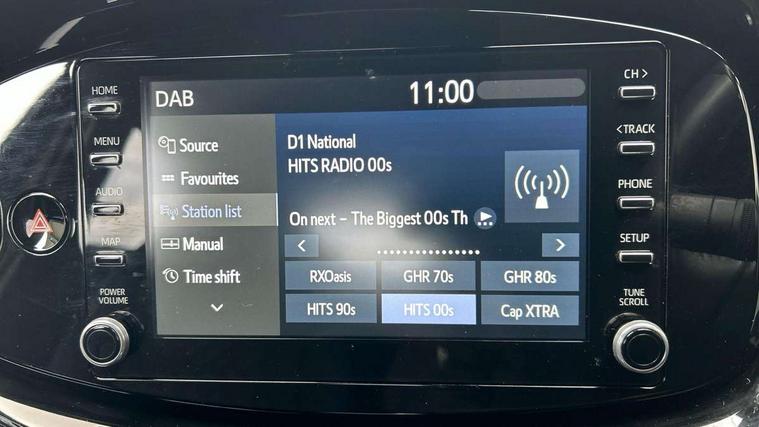 HOME
MENU
AUDIO
MAP
POWER
VOLUME
DAB
11:00
Source
Favourites
Station list
Manual
Time shift
D1 National
HITS RADIO 00s
On next – The Biggest 00s Th
RXOasis
GHR 70s
GHR 80s
HITS 90s
HITS 00s
Cap XTRA
CH >
< TRACK
PHONE
SETUP
TUNE
SCROLL